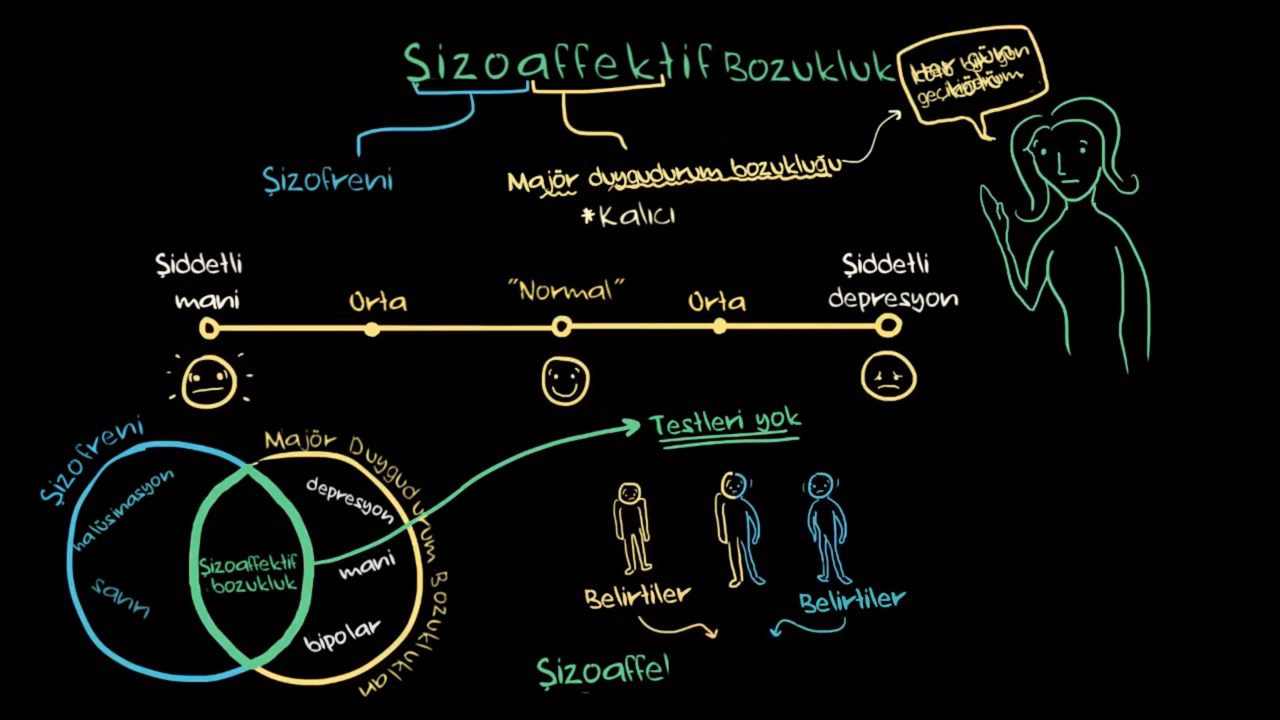 Şizoaffektif Bozukluk
Şizofreni
Majör duygudurum bozukluğu
*Kalıcı
Şiddetli
mani
Orta
"Normal"
Orta
Şiddetli
depresyon
Testleri yok
Şizofreni
halüsinasyon
sanrı
Şizoaffektif
bozukluk
Majör Duygudurum Bozuklukları
depresyon
mani
bipolar
Belirtiler
Belirtiler
Şizoaffe